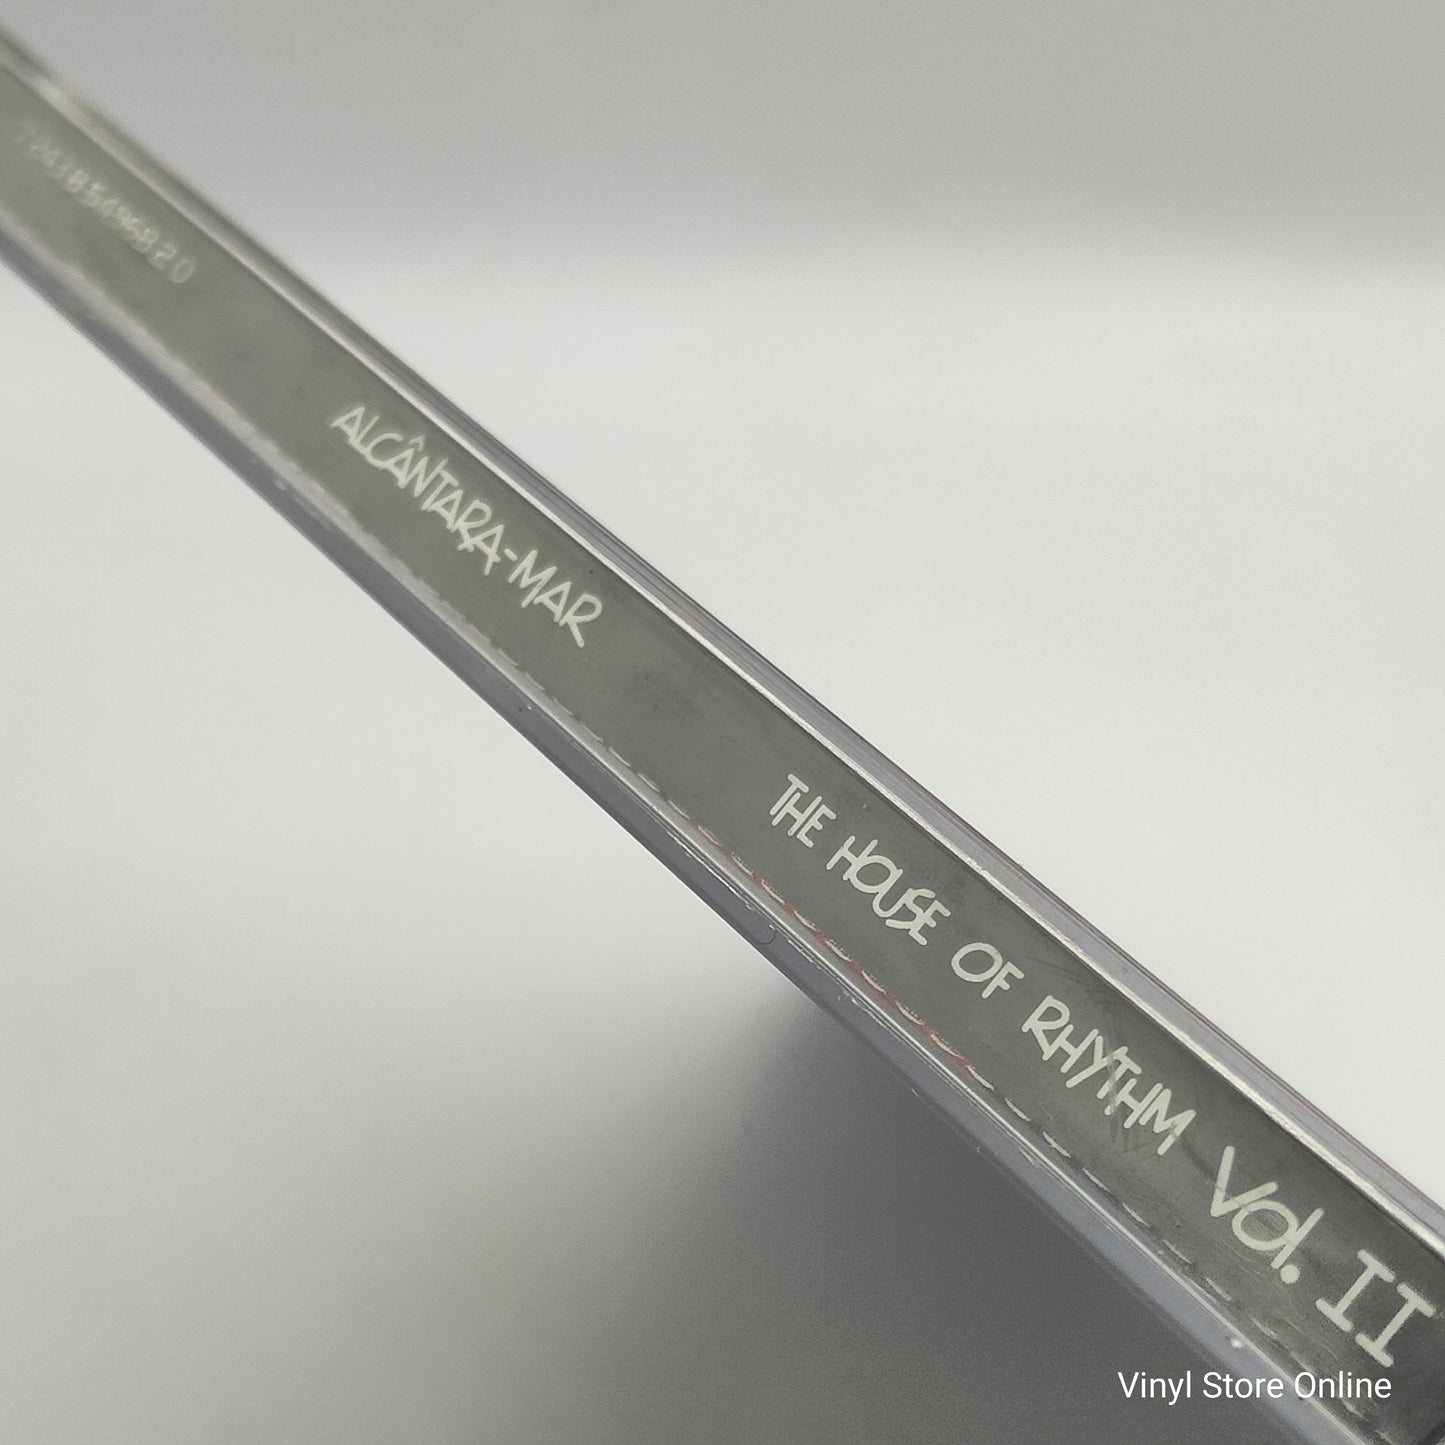 ALCÂNTARA-MAR
THE HOUSE OF RHYTHM Vol. II
Vinyl Store Online